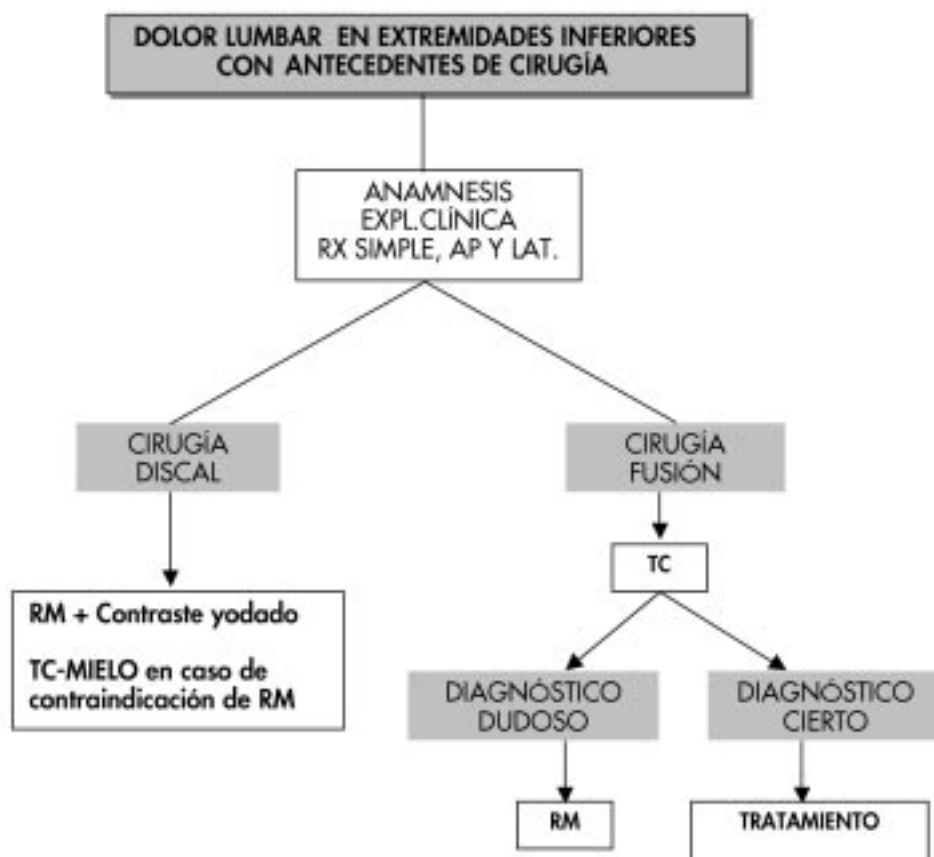 DOLOR LUMBAR EN EXTREMIDADES INFERIORES
CON ANTECEDENTES DE CIRUGÍA
ANAMNESIS
EXPL.CLÍNICA
RX SIMPLE, AP Y LAT.
CIRUGÍA
DISCAL
CIRUGÍA
FUSIÓN
RM + Contraste yodado
TC-MIELO en caso de
contraindicación de RM
TC
DIAGNÓSTICO
DUDOSO
DIAGNÓSTICO
CIERTO
RM
TRATAMIENTO